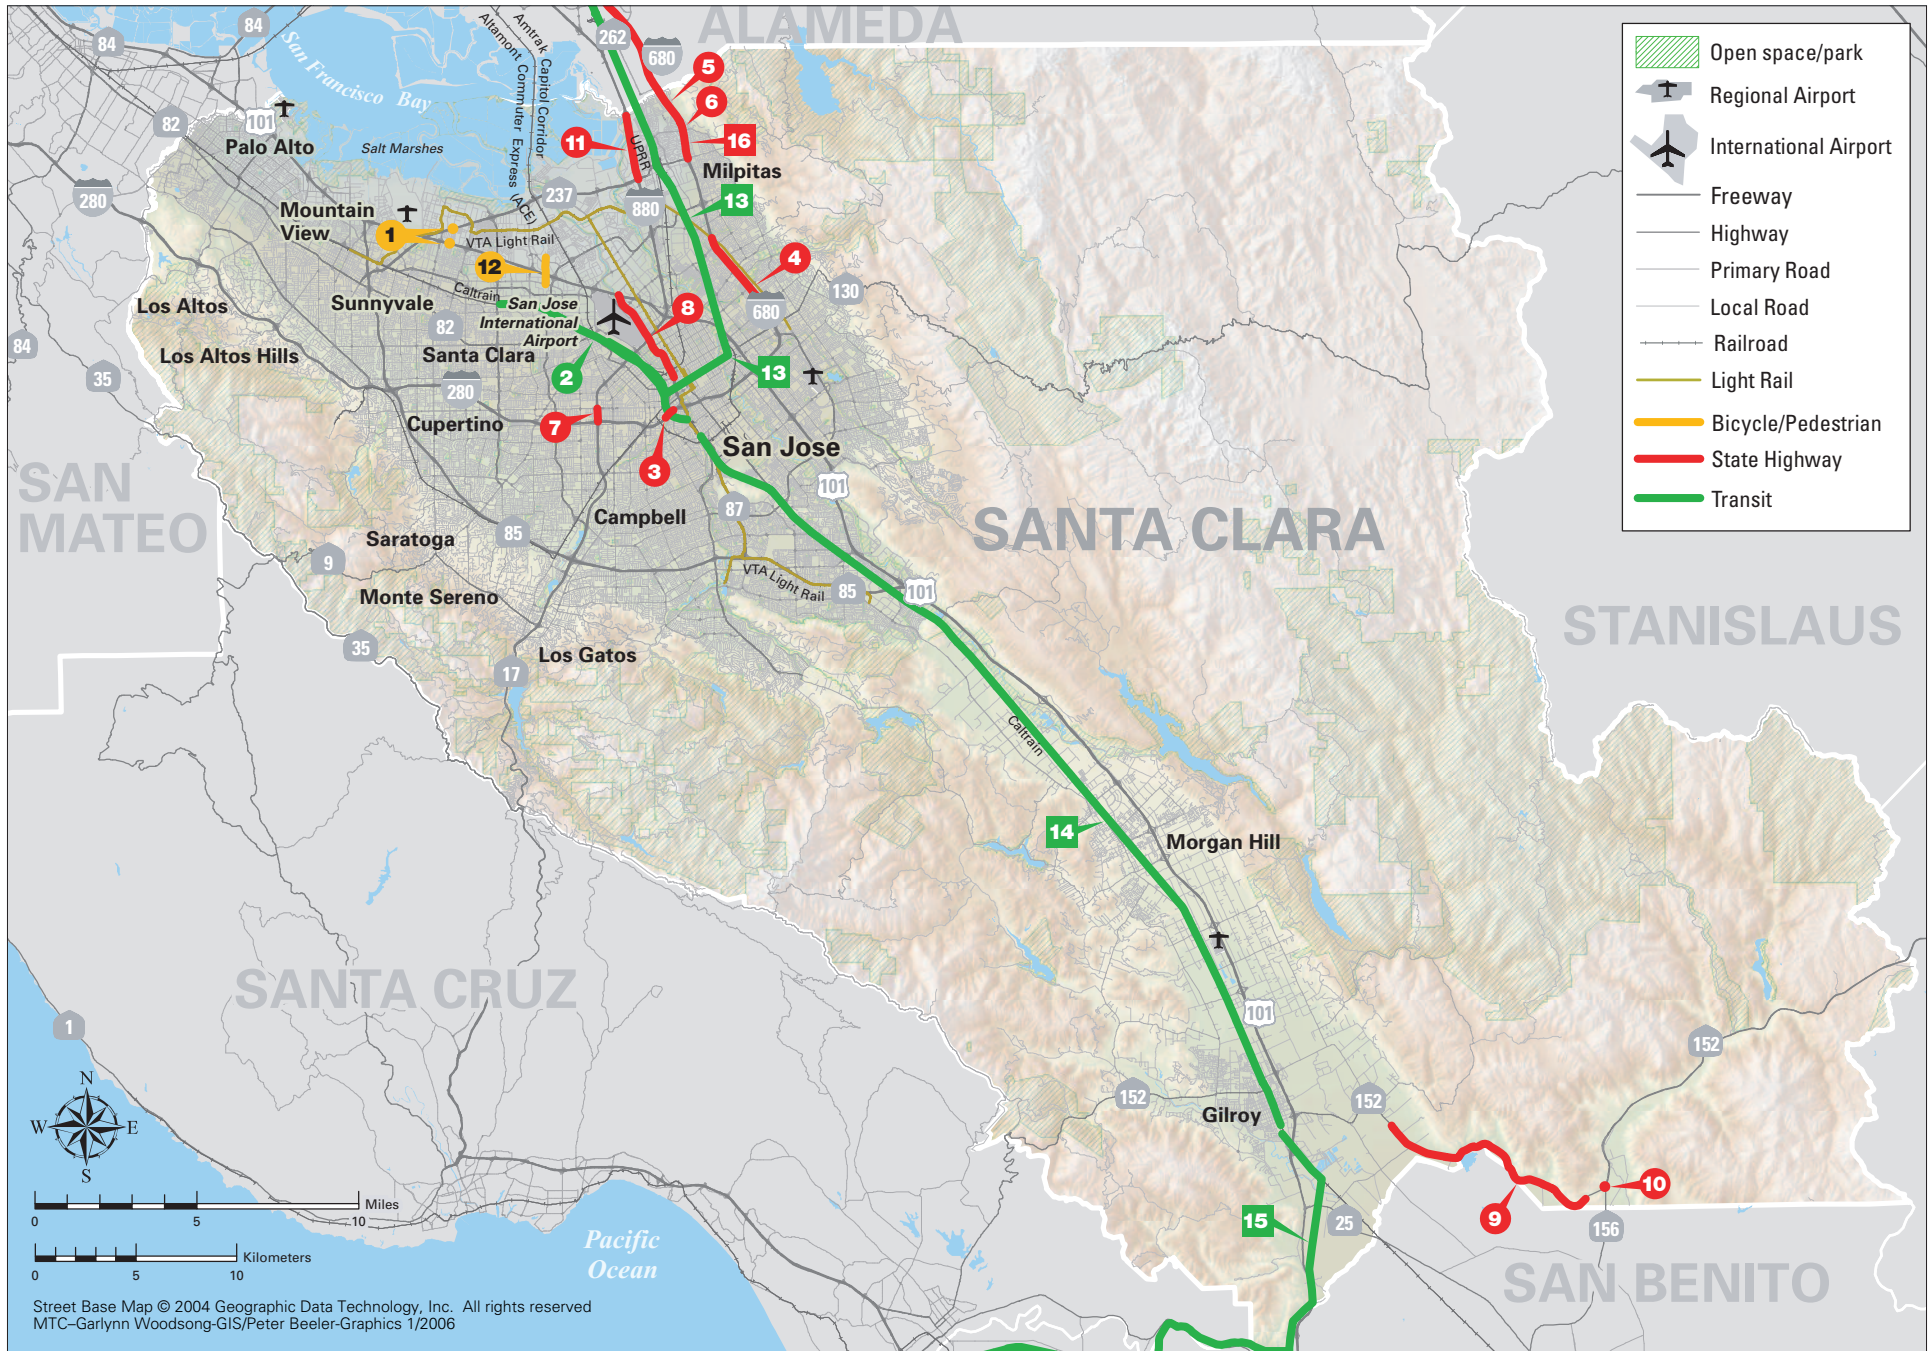 ALAMEDA
84
84
262
680
San Francisco Bay
Altamont Commuter Express (ACE)
Amtrak Capitol Corridor
5
6
16
11
UPRR
82
101
Palo Alto
Salt Marshes
Milpitas
280
237
880
13
Mountain
View
1
VTA Light Rail
12
4
Caltrain
San Jose
International
Airport
130
680
8
Los Altos
Sunnyvale
82
Los Altos Hills
Santa Clara
84
35
2
13
280
Cupertino
7
3
San Jose
SAN
MATEO
101
87
Campbell
SANTA CLARA
Saratoga
85
9
VTA Light Rail
85
101
Monte Sereno
STANISLAUS
35
Los Gatos
17
Caltrain
14
Morgan Hill
SANTA CRUZ
1
101
152
152
152
Gilroy
9
10
15
25
156
SAN BENITO
Pacific
Ocean
N
W
E
S
0
5
10
Miles
0
5
10
Kilometers
Street Base Map © 2004 Geographic Data Technology, Inc. All rights reserved
MTC–Garlynn Woodsong-GIS/Peter Beeler-Graphics 1/2006
Open space/park
Regional Airport
International Airport
Freeway
Highway
Primary Road
Local Road
Railroad
Light Rail
Bicycle/Pedestrian
State Highway
Transit